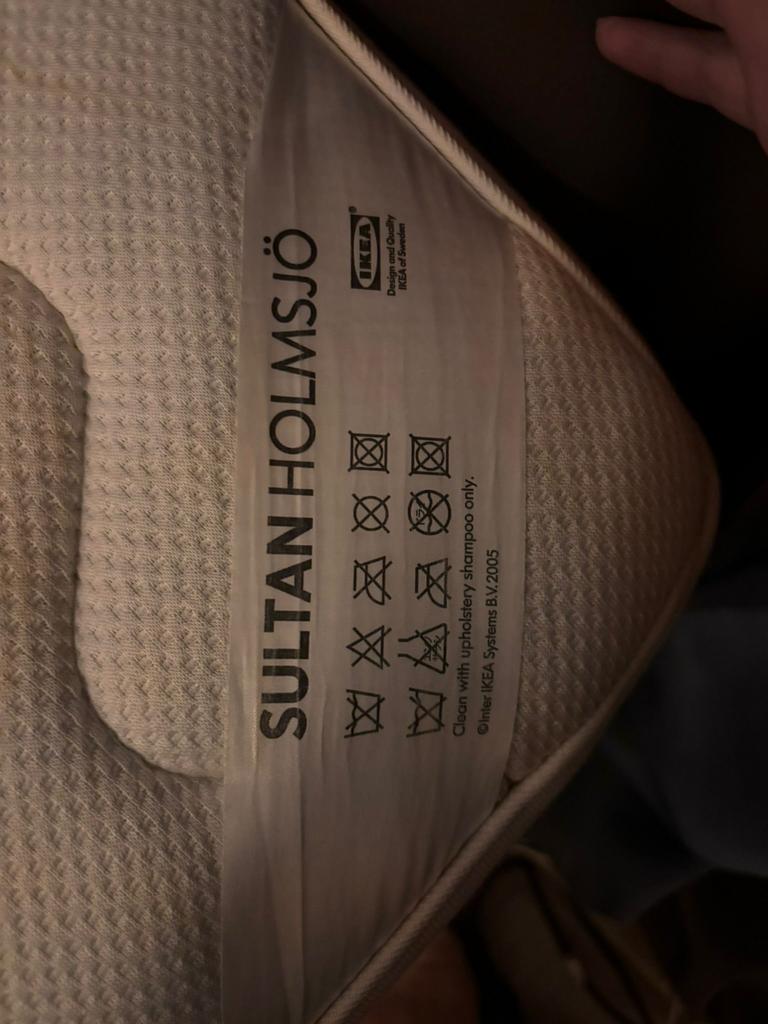 SULTAN HOLMSJÖ
IKEA®
Design and Quality
IKEA of Sweden
Clean with upholstery shampoo only.
©Inter IKEA Systems B.V. 2005